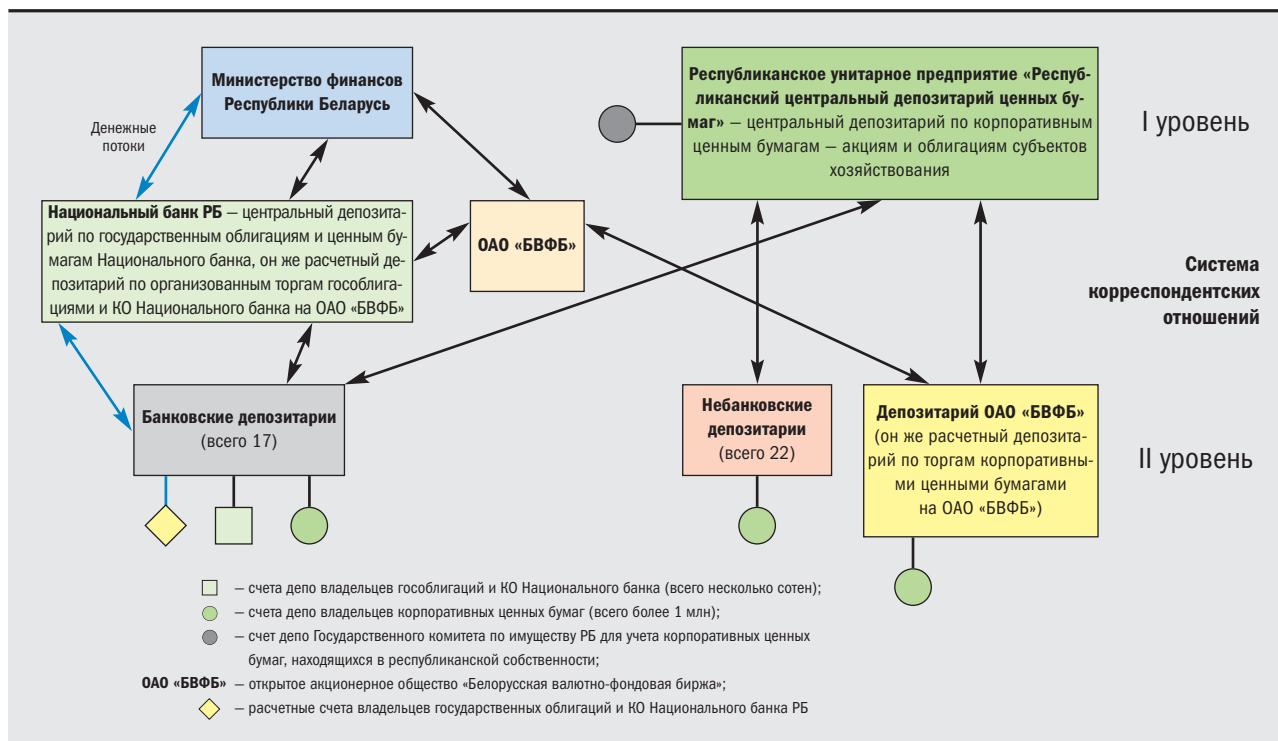 Министерство финансов
Республики Беларусь
Республиканское унитарное предприятие «Респуб-
ликанский центральный депозитарий ценных бу-
маг» — центральный депозитарий по корпоративным
ценным бумагам — акциям и облигациям субъектов
хозяйствования
I уровень
Денежные
потоки
Национальный банк РБ — центральный депозита-
рий по государственным облигациям и ценным бу-
магам Национального банка, он же расчетный де-
позитарий по организованным торгам гособлига-
циями и КО Национального банка на ОАО «БВФБ»
ОАО «БВФБ»
Система
корреспондентских
отношений
Банковские депозитарии
(всего 17)
Небанковские
депозитарии
(всего 22)
Депозитарий ОАО «БВФБ»
(он же расчетный депозита-
рий по торгам корпоративны-
ми ценными бумагами
на ОАО «БВФБ»)
II уровень
— счета депо владельцев гособлигаций и КО Национального банка (всего несколько сотен);
— счета депо владельцев корпоративных ценных бумаг (всего более 1 млн);
— счет депо Государственного комитета по имуществу РБ для учета корпоративных ценных
бумаг, находящихся в республиканской собственности;
ОАО «БВФБ» — открытое акционерное общество «Белорусская валютно-фондовая биржа»;
— расчетные счета владельцев государственных облигаций и КО Национального банка РБ